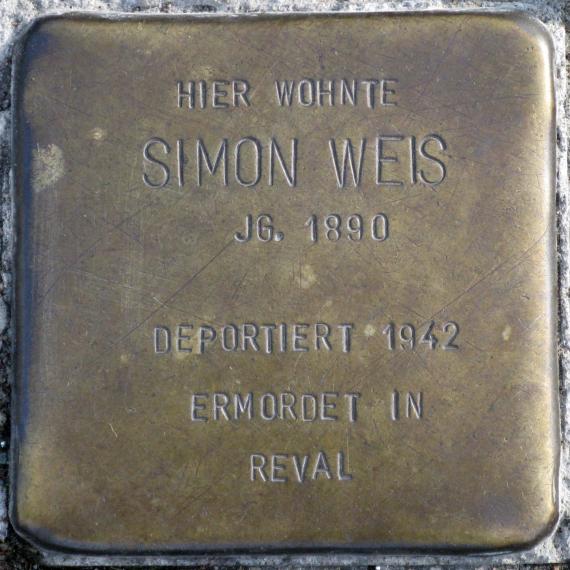 HIER WOHNTE
SIMON WEIS
JG. 1890
DEPORTIERT 1942
ERMORDET IN
REVAL